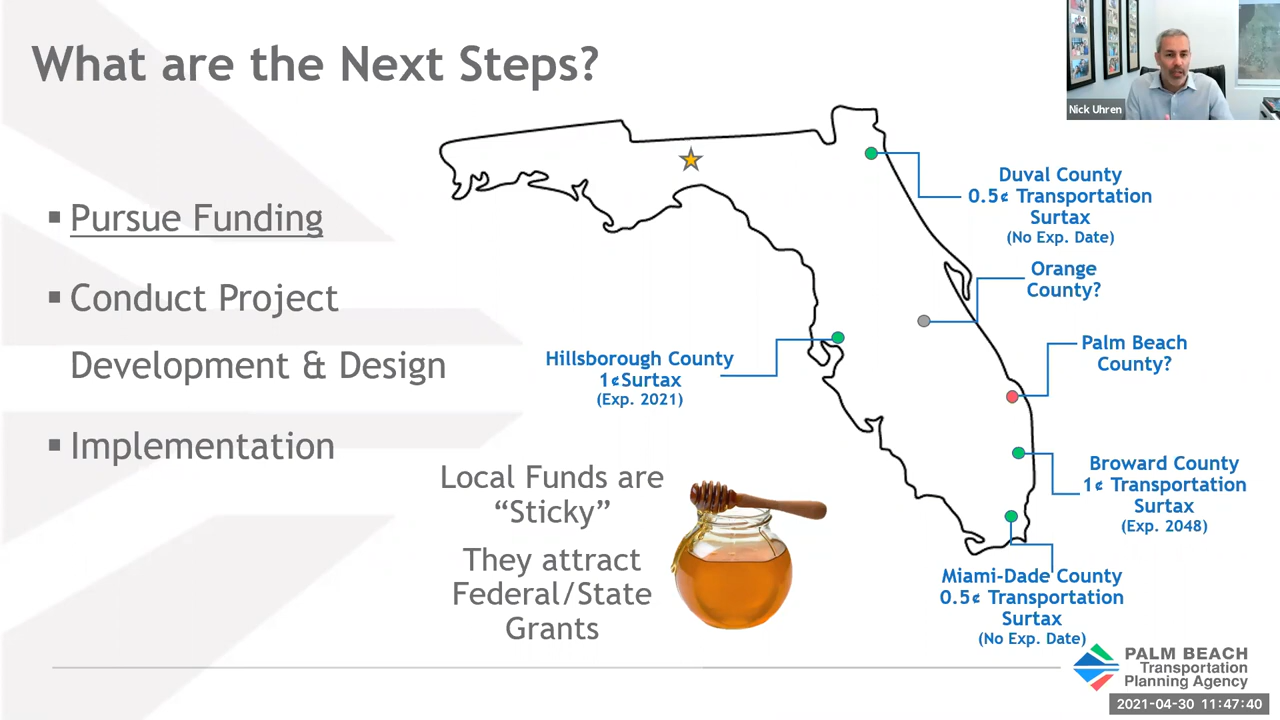 What are the Next Steps?
Nick Uhren
▪ Pursue Funding
▪ Conduct Project
Development & Design
▪ Implementation
Duval County
0.5¢ Transportation
Surtax
(No Exp. Date)
Orange
County?
Palm Beach
County?
Hillsborough County
1¢Surtax
(Exp. 2021)
Broward County
1¢ Transportation
Surtax
(Exp. 2048)
Miami-Dade County
0.5¢ Transportation
Surtax
(No Exp. Date)
Local Funds are
“Sticky”
They attract
Federal/State
Grants
PALM BEACH
Transportation
Planning Agency
2021-04-30 11:47:40